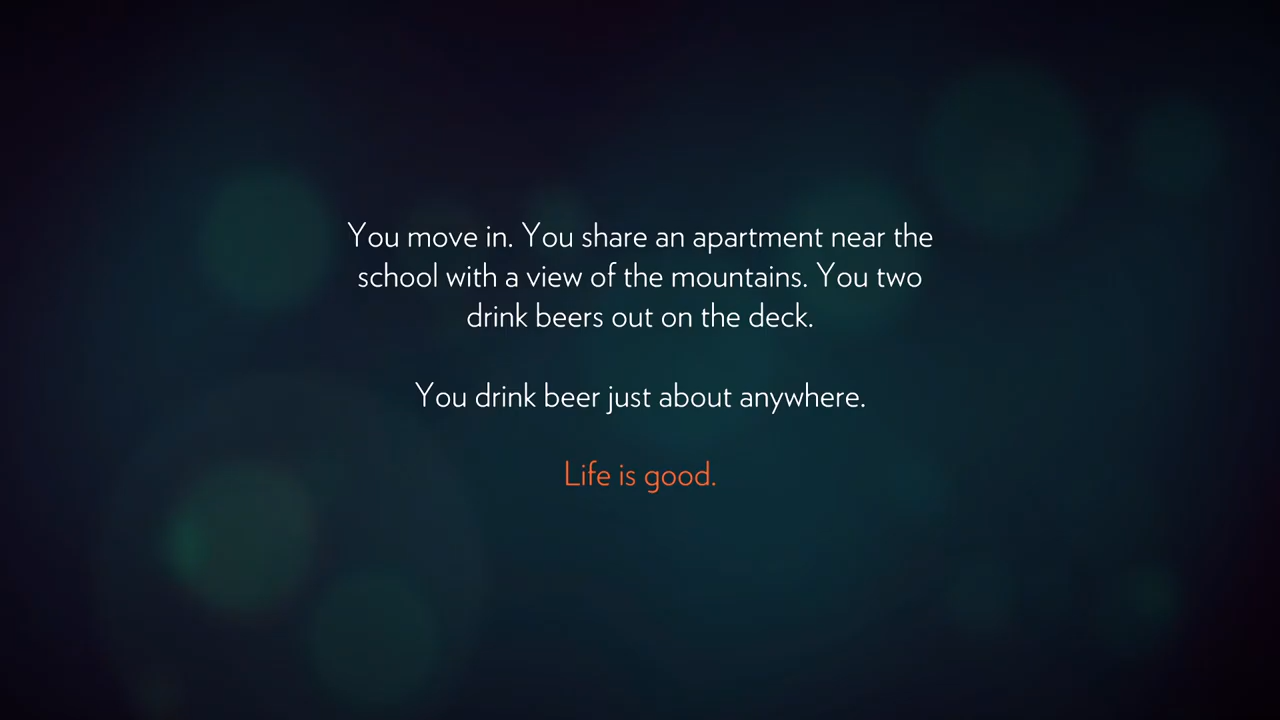 You move in. You share an apartment near the
school with a view of the mountains. You two
drink beers out on the deck.
You drink beer just about anywhere.
Life is good.